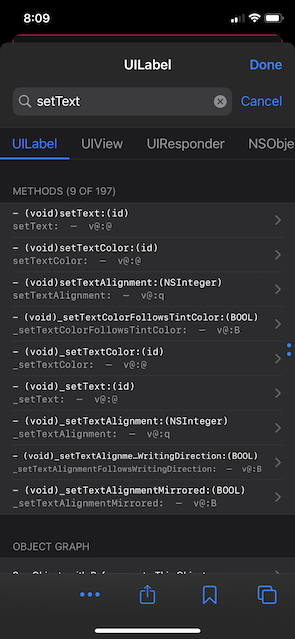 8:09
UILabel
Done
setText
Cancel
UILabel UIView UIResponder NSObje
METHODS (9 OF 197)
– (void)setText:(id)
setText: — v@:@
– (void)setTextColor:(id)
setTextColor: — v@:@
– (void)setTextAlignment:(NSInteger)
setTextAlignment: — v@:q
– (void)_setTextColorFollowsTintColor:(BOOL)
_setTextColorFollowsTintColor: — v@:B
– (void)_setTextColor:(id)
_setTextColor: — v@:@
– (void)_setText:(id)
_setText: — v@:@
– (void)_setTextAlignment:(NSInteger)
_setTextAlignment: — v@:q
– (void)_setTextAlignme…WritingDirection:(BOOL)
_setTextAlignmentFollowsWritingDirection: — v@:B
– (void)_setTextAlignmentMirrored:(BOOL)
_setTextAlignmentMirrored: — v@:B
OBJECT GRAPH